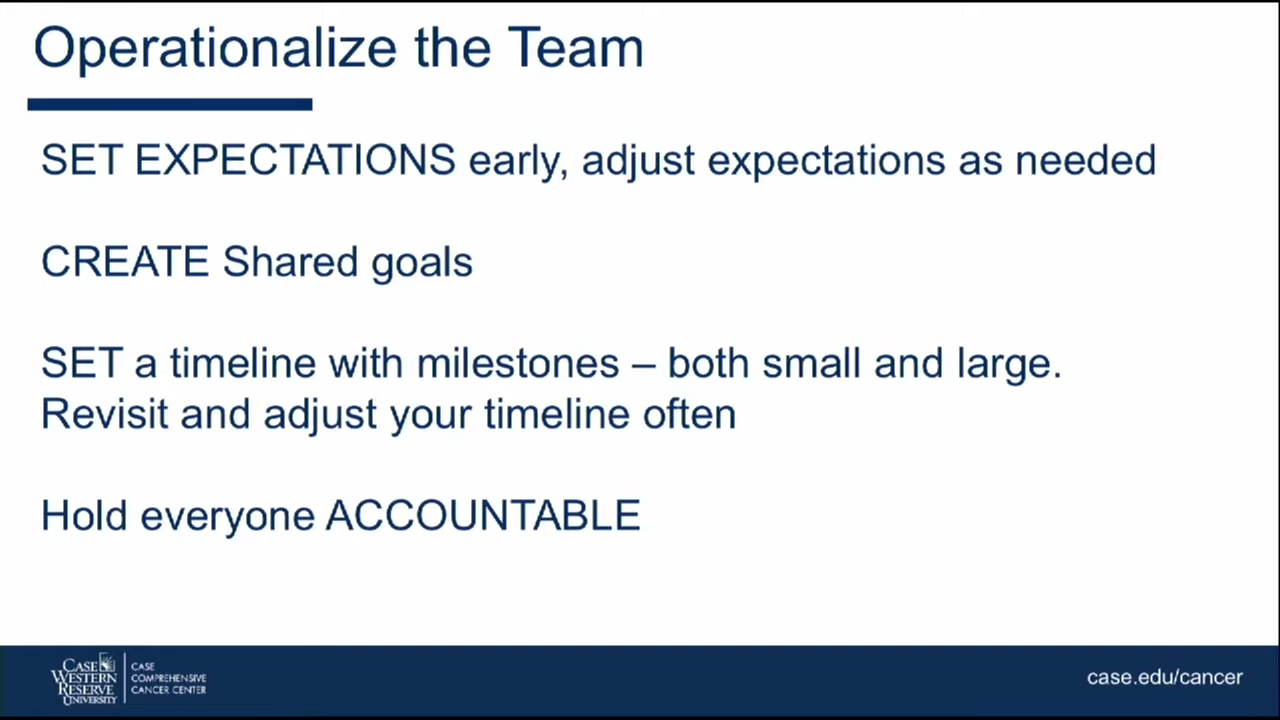 Operationalize the Team
SET EXPECTATIONS early, adjust expectations as needed
CREATE Shared goals
SET a timeline with milestones – both small and large.
Revisit and adjust your timeline often
Hold everyone ACCOUNTABLE
CASE
WESTERN
RESERVE
UNIVERSITY
CASE
COMPREHENSIVE
CANCER CENTER
case.edu/cancer